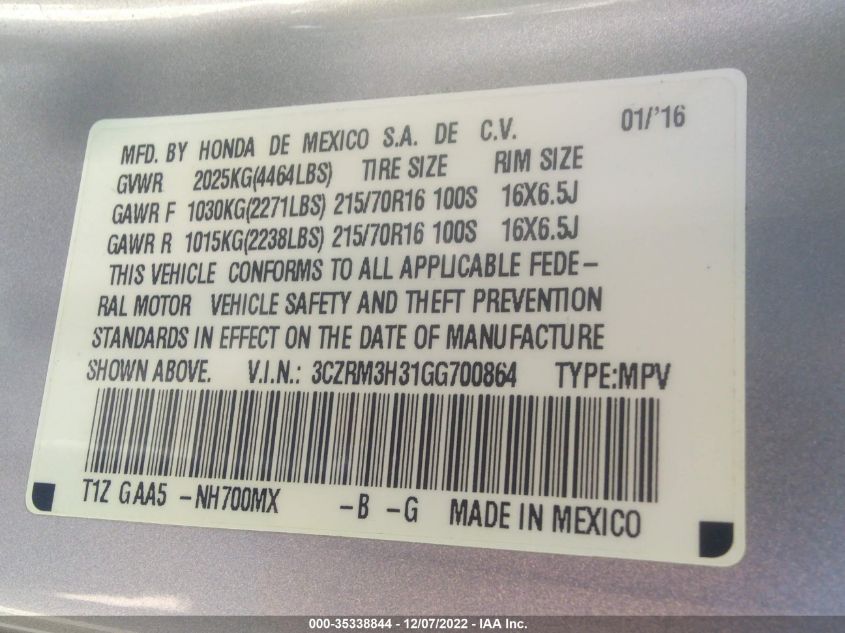 MFD. BY HONDA DE MEXICO S.A. DE C.V. 01/'16
GVWR 2025KG(4464LBS) TIRE SIZE RIM SIZE
GAWR F 1030KG(2271LBS) 215/70R16 100S 16X6.5J
GAWR R 1015KG(2238LBS) 215/70R16 100S 16X6.5J
THIS VEHICLE CONFORMS TO ALL APPLICABLE FEDE-
RAL MOTOR VEHICLE SAFETY AND THEFT PREVENTION
STANDARDS IN EFFECT ON THE DATE OF MANUFACTURE
SHOWN ABOVE. V.I.N.: 3CZRM3H31GG700864 TYPE:MPV
T1Z GAA5 -NH700MX -B -G MADE IN MEXICO
000-35338844 - 12/07/2022 - IAA Inc.